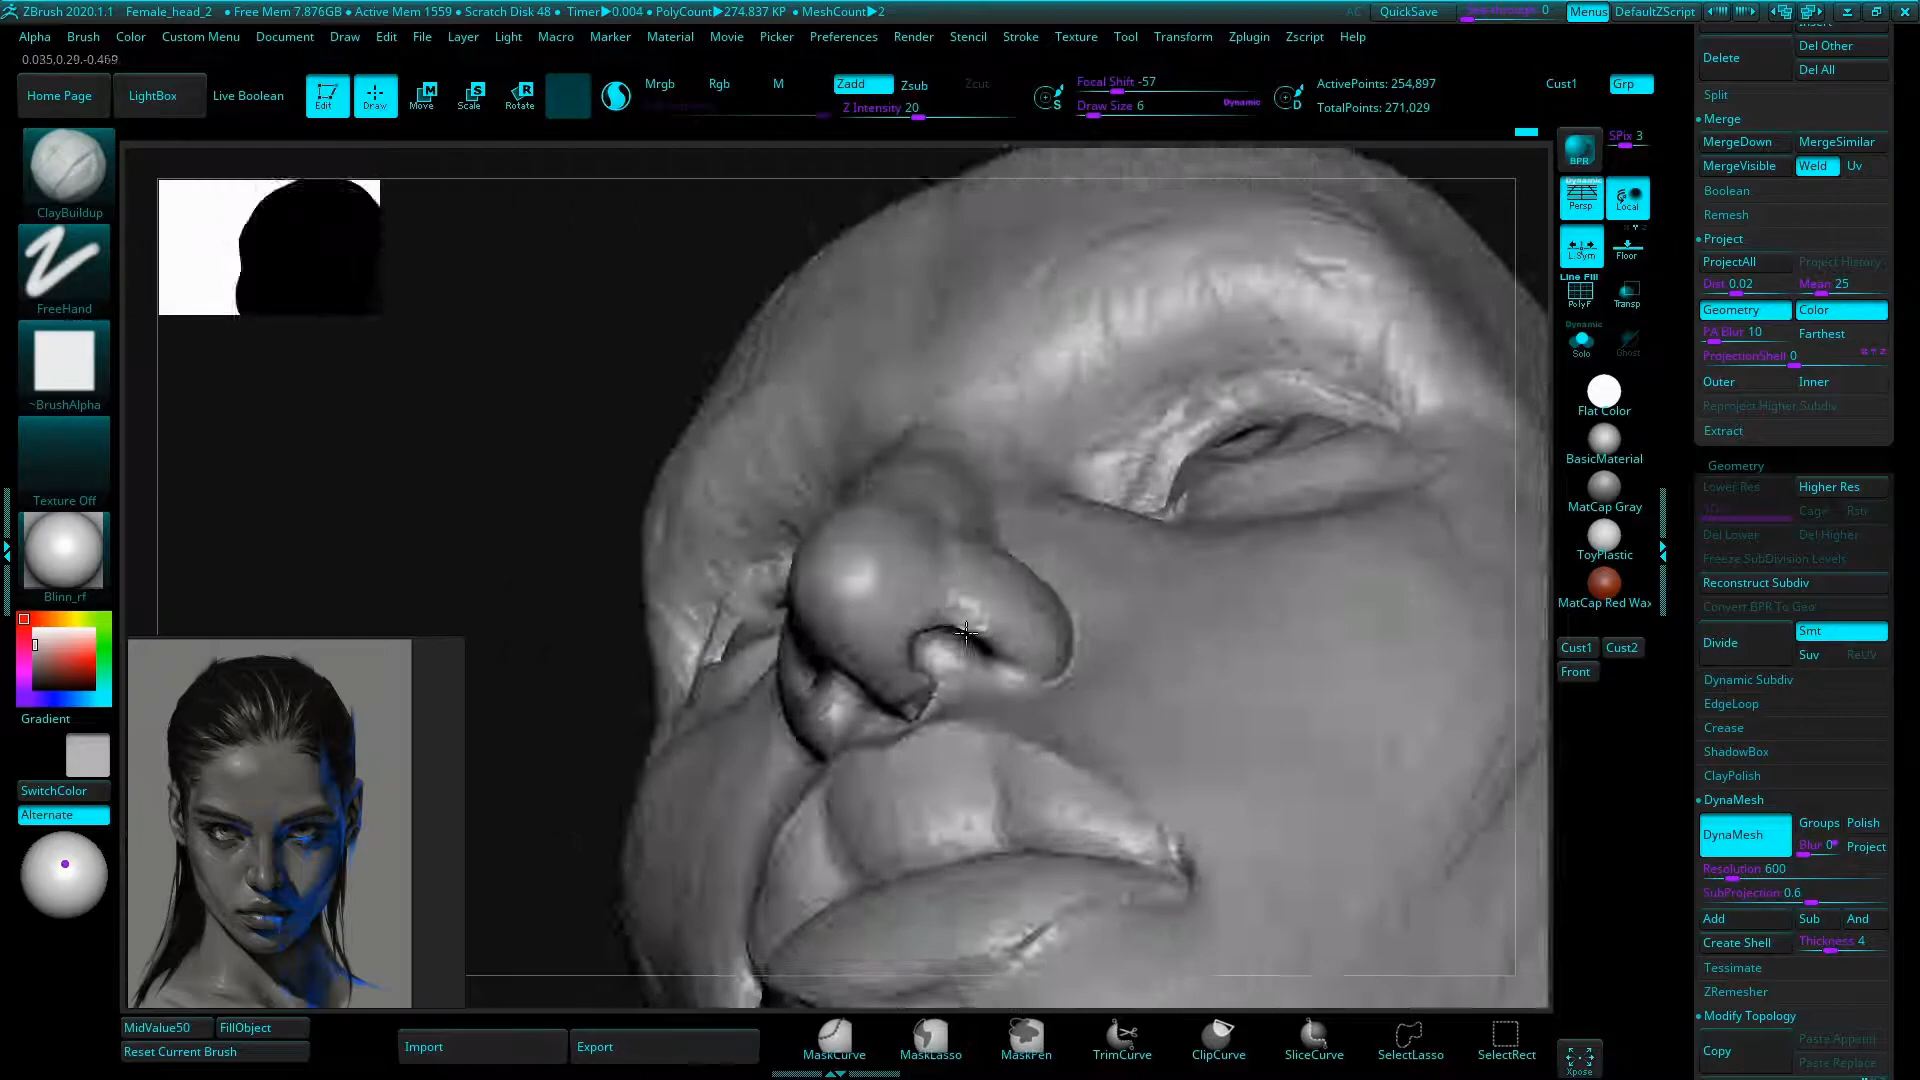 ZBrush 2020.1.1 Female_head_2 • Free Mem 7.876GB • Active Mem 1559 • Scratch Disk 48 • Timer▶0.004 • PolyCount▶274.837 KP • MeshCount▶2 AC QuickSave See-through 0 Menus DefaultZScript
Alpha Brush Color Custom Menu Document Draw Edit File Layer Light Macro Marker Material Movie Picker Preferences Render Stencil Stroke Texture Tool Transform Zplugin Zscript Help
0.035,0.29,-0.469
Home Page LightBox Live Boolean Edit Draw Move Scale Rotate
Mrgb Rgb M
Zadd Zsub Zcut
Z Intensity 20
Focal Shift -57
Draw Size 6 Dynamic
ActivePoints: 254,897
TotalPoints: 271,029
Cust1 Grp
ClayBuildup
FreeHand
~BrushAlpha
Texture Off
Blinn_rf
Gradient
SwitchColor
Alternate
MidValue50 FillObject
Reset Current Brush
Import Export
MaskCurve MaskLasso MaskPen TrimCurve ClipCurve SliceCurve SelectLasso SelectRect
BPR SPix 3
Dynamic
Persp Local
L.Sym Floor
Line Fill
PolyF Transp
Dynamic
Solo Ghost
Flat Color
BasicMaterial
MatCap Gray
ToyPlastic
MatCap Red Wax
Cust1 Cust2
Front
Xpose
Insert
Delete Del Other
Del All
Split
Merge
MergeDown MergeSimilar
MergeVisible Weld Uv
Boolean
Remesh
Project
ProjectAll Project History
Dist 0.02 Mean 25
Geometry Color
PA Blur 10 Farthest
ProjectionShell 0
Outer Inner
Reproject Higher Subdiv
Extract
Geometry
Lower Res Higher Res
Cage Rstr
Del Lower Del Higher
Freeze SubDivision Levels
Reconstruct Subdiv
Convert BPR To Geo
Divide Smt
Suv ReUV
Dynamic Subdiv
EdgeLoop
Crease
ShadowBox
ClayPolish
DynaMesh
DynaMesh Groups Polish
Blur 0 Project
Resolution 600
SubProjection 0.6
Add Sub And
Create Shell Thickness 4
Tessimate
ZRemesher
Modify Topology
Copy Paste Append
Paste Replace